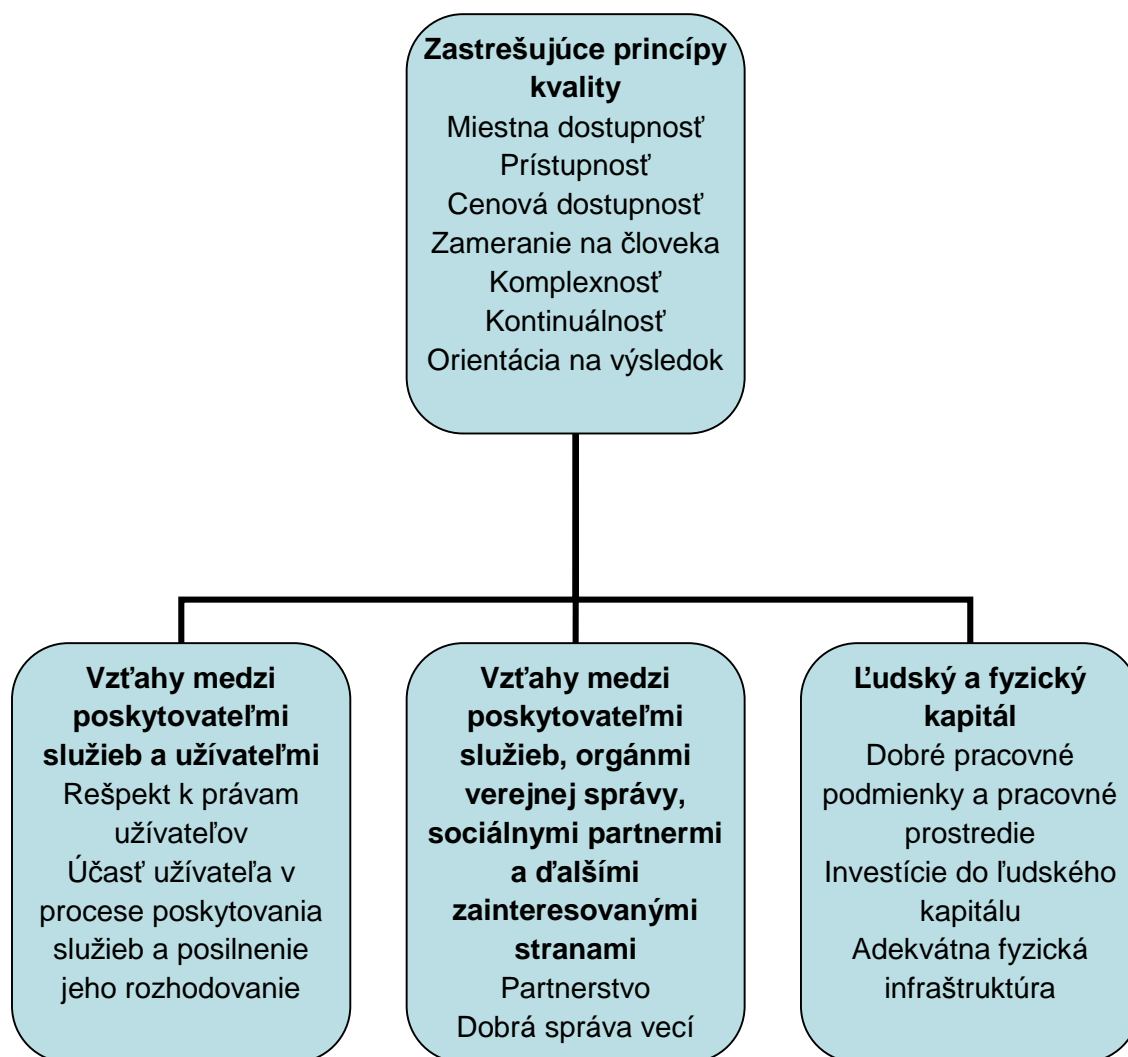 Zastrešujúce princípy
kvality
Miestna dostupnosť
Prístupnosť
Cenová dostupnosť
Zameranie na človeka
Komplexnosť
Kontinuálnosť
Orientácia na výsledok
Vzťahy medzi
poskytovateľmi
služieb a užívateľmi
Rešpekt k právam
užívateľov
Účasť užívateľa v
procese poskytovania
služieb a posilnenie
jeho rozhodovanie
Vzťahy medzi
poskytovateľmi
služieb, orgánmi
verejnej správy,
sociálnymi partnermi
a ďalšími
zainteresovanými
stranami
Partnerstvo
Dobrá správa vecí
Ľudský a fyzický
kapitál
Dobré pracovné
podmienky a pracovné
prostredie
Investície do ľudského
kapitálu
Adekvátna fyzická
infraštruktúra